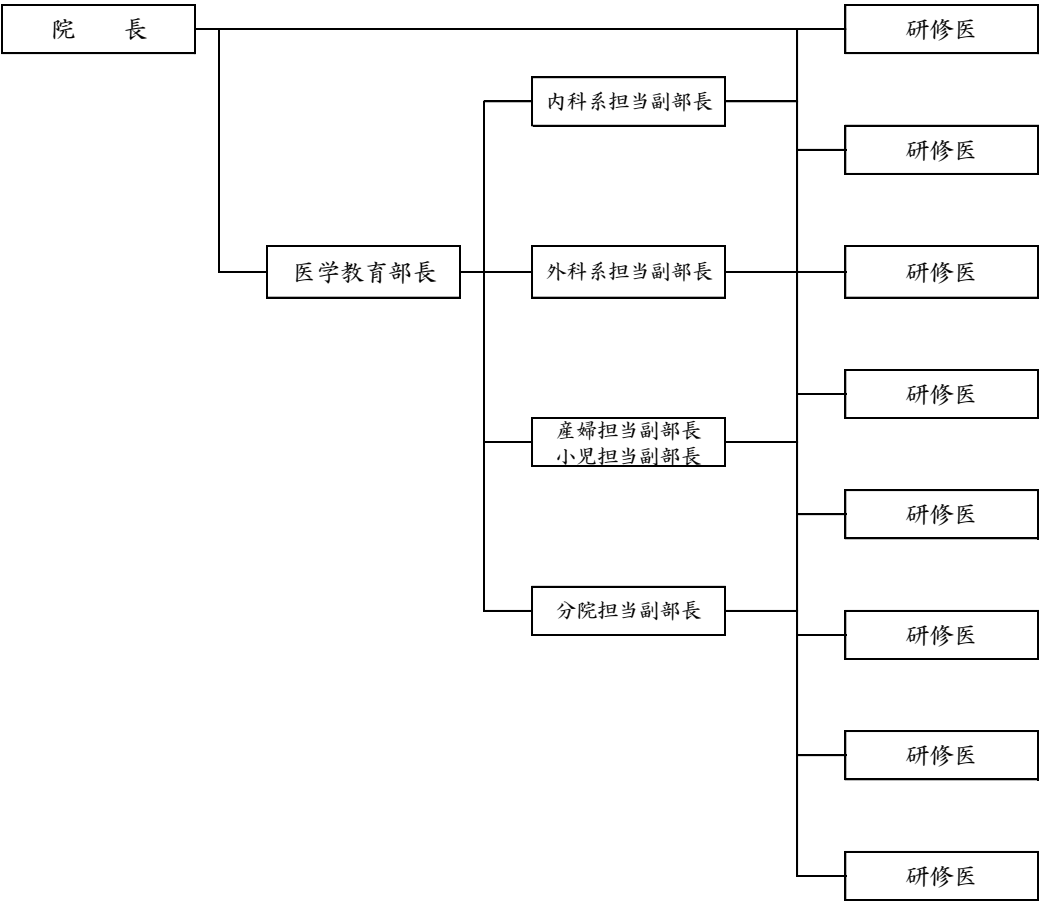 院　　長
研修医
内科系担当副部長
研修医
医学教育部長
外科系担当副部長
研修医
研修医
産婦担当副部長
小児担当副部長
研修医
分院担当副部長
研修医
研修医
研修医